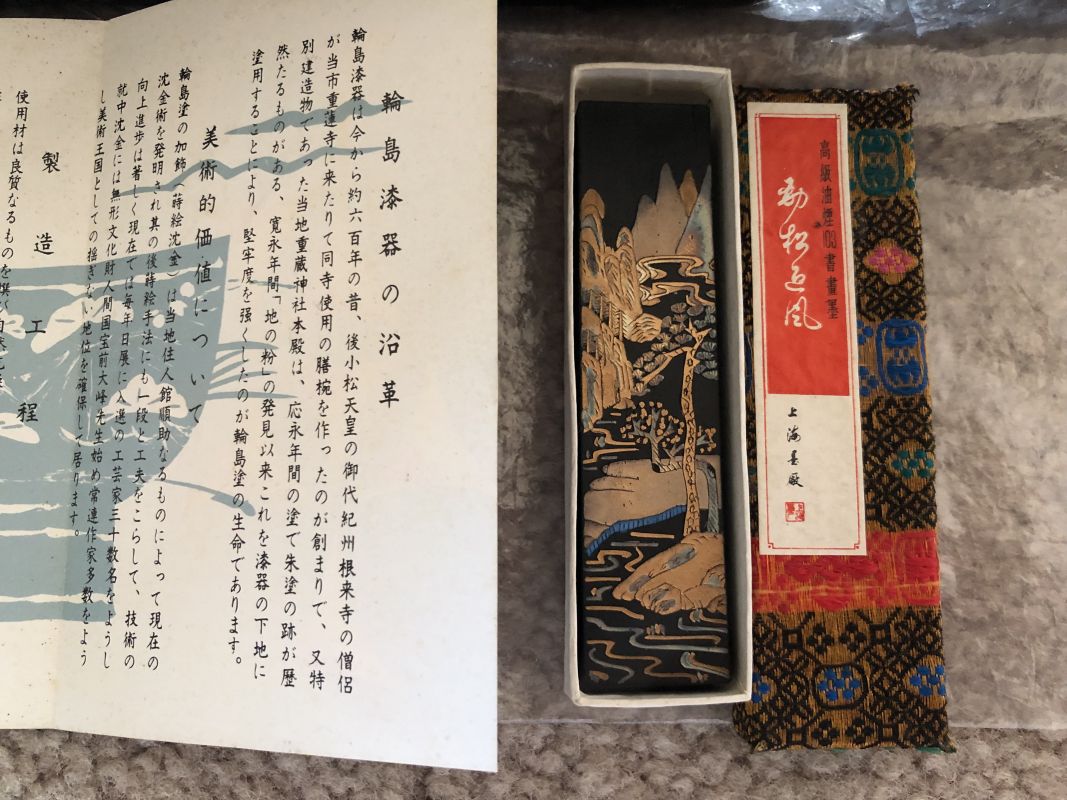 輪島漆器の沿革
輪島漆器は今から約六百年の昔、後小松天皇の御代紀州根来寺の僧侶
が当市重蓮寺に来たりて同寺使用の膳椀を作ったのが創まりで、又特
別建造物であった当地重蔵神社本殿は、応永年間の塗で朱塗の跡が歴
然たるものがある、寛永年間「地の粉」の発見以来これを漆器の下地に
塗用することにより、堅牢度を強くしたのが輪島塗の生命であります。
美術的価値について
輪島塗の加飾（蒔絵沈金）は当地住人館順助なるものによって現在の
沈金術を発明され其の後蒔絵手法にも一段と工夫をこらして、技術の
向上進歩は著しく現在では毎年日展に入選の工芸家三十数名をようし
就中沈金には無形文化財人間国宝前大峰先生始め常連作家多数をよう
し美術王国としての揺ぎない地位を確保して居ります。
製造工程
使用材は良質なるものを撰
高級油煙103書畫墨
勁松迎風
上海墨厰